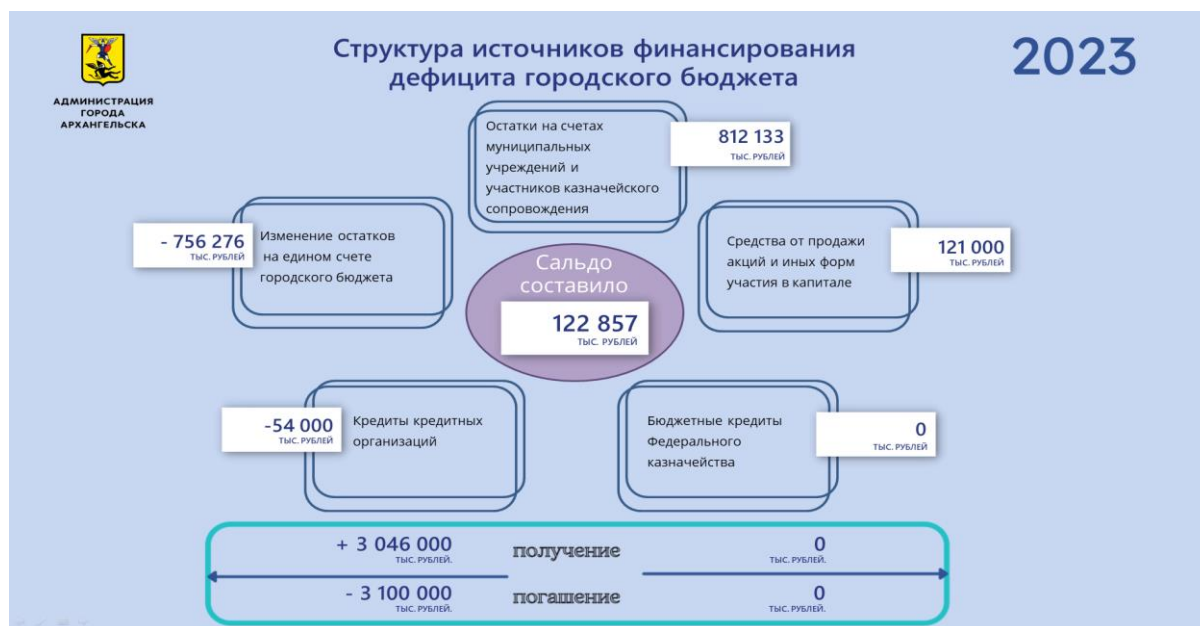 АДМИНИСТРАЦИЯ
ГОРОДА
АРХАНГЕЛЬСКА
Структура источников финансирования
дефицита городского бюджета
2023
Остатки на счетах
муниципальных
учреждений и
участников казначейского
сопровождения
812 133
ТЫС. РУБЛЕЙ
- 756 276
ТЫС. РУБЛЕЙ
Изменение остатков
на едином счете
городского бюджета
Средства от продажи
акций и иных форм
участия в капитале
121 000
ТЫС. РУБЛЕЙ
Сальдо
составило
122 857
ТЫС. РУБЛЕЙ
-54 000
ТЫС. РУБЛЕЙ
Кредиты кредитных
организаций
Бюджетные кредиты
Федерального
казначейства
0
ТЫС. РУБЛЕЙ
+ 3 046 000
ТЫС. РУБЛЕЙ.
получение
0
ТЫС. РУБЛЕЙ.
- 3 100 000
ТЫС. РУБЛЕЙ.
погашение
0
ТЫС. РУБЛЕЙ.